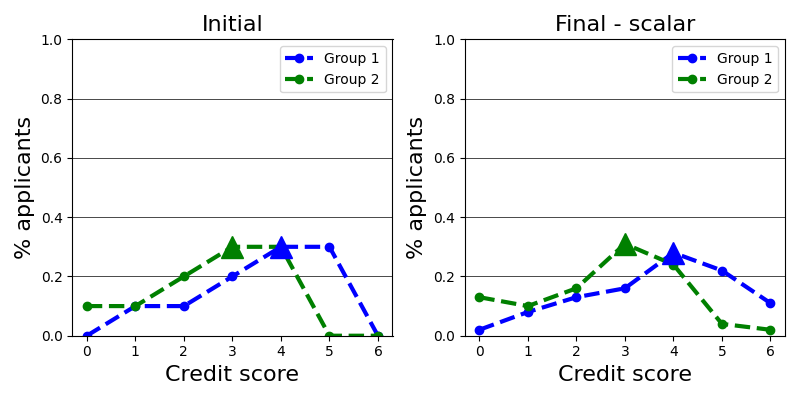 Initial
1.0
0.8
0.6
0.4
0.2
0.0
% applicants
Group 1
Group 2
0 1 2 3 4 5 6
Credit score
Final - scalar
1.0
0.8
0.6
0.4
0.2
0.0
% applicants
Group 1
Group 2
0 1 2 3 4 5 6
Credit score